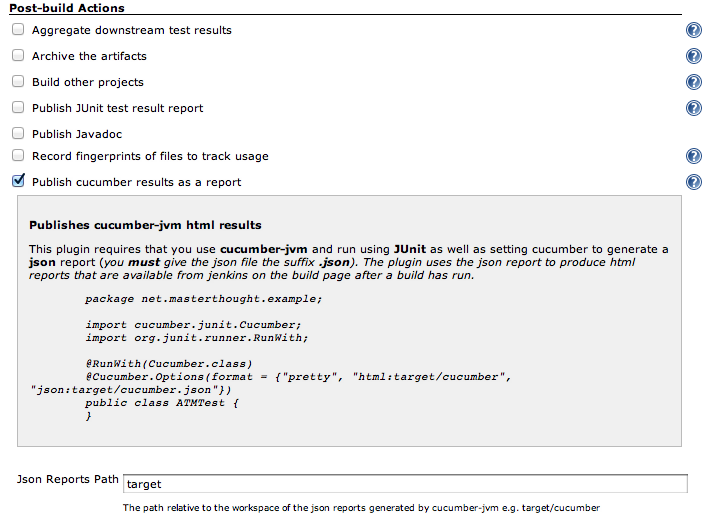 Post-build Actions
Aggregate downstream test results
Archive the artifacts
Build other projects
Publish JUnit test result report
Publish Javadoc
Record fingerprints of files to track usage
Publish cucumber results as a report
Publishes cucumber-jvm html results
This plugin requires that you use cucumber-jvm and run using JUnit as well as setting cucumber to generate a
json report (you must give the json file the suffix .json). The plugin uses the json report to produce html
reports that are available from jenkins on the build page after a build has run.
package net.masterthought.example;
import cucumber.junit.Cucumber;
import org.junit.runner.RunWith;
@RunWith(Cucumber.class)
@Cucumber.Options(format = {"pretty", "html:target/cucumber",
"json:target/cucumber.json"})
public class ATMTest {
}
Json Reports Path target
The path relative to the workspace of the json reports generated by cucumber-jvm e.g. target/cucumber